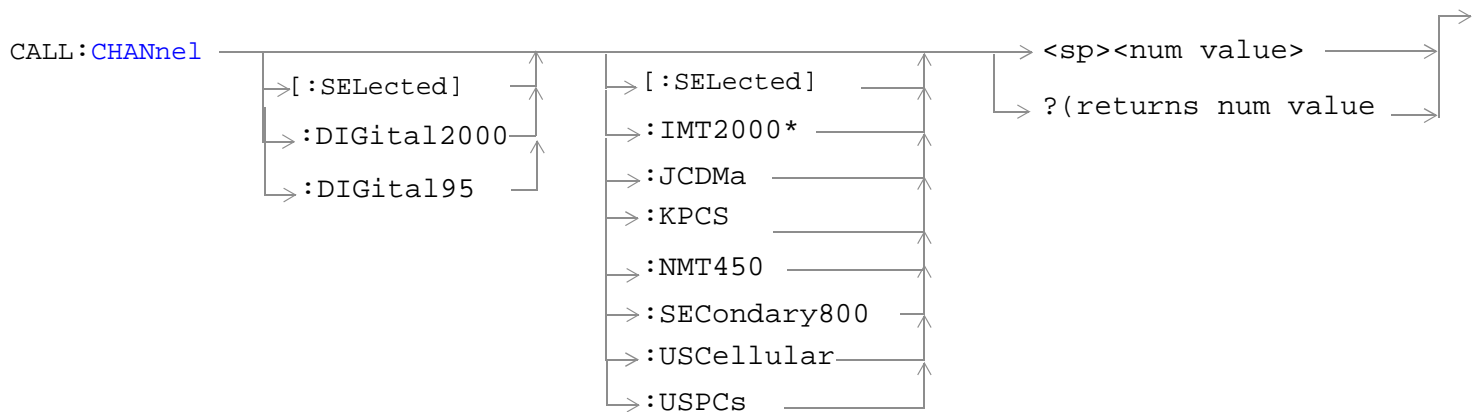 CALL:CHANnel
[:SELected]
:DIGital2000
:DIGital95
[:SELected]
:IMT2000*
:JCDMa
:KPCS
:NMT450
:SECondary800
:USCellular
:USPCs
<sp><num value>
?(returns num value